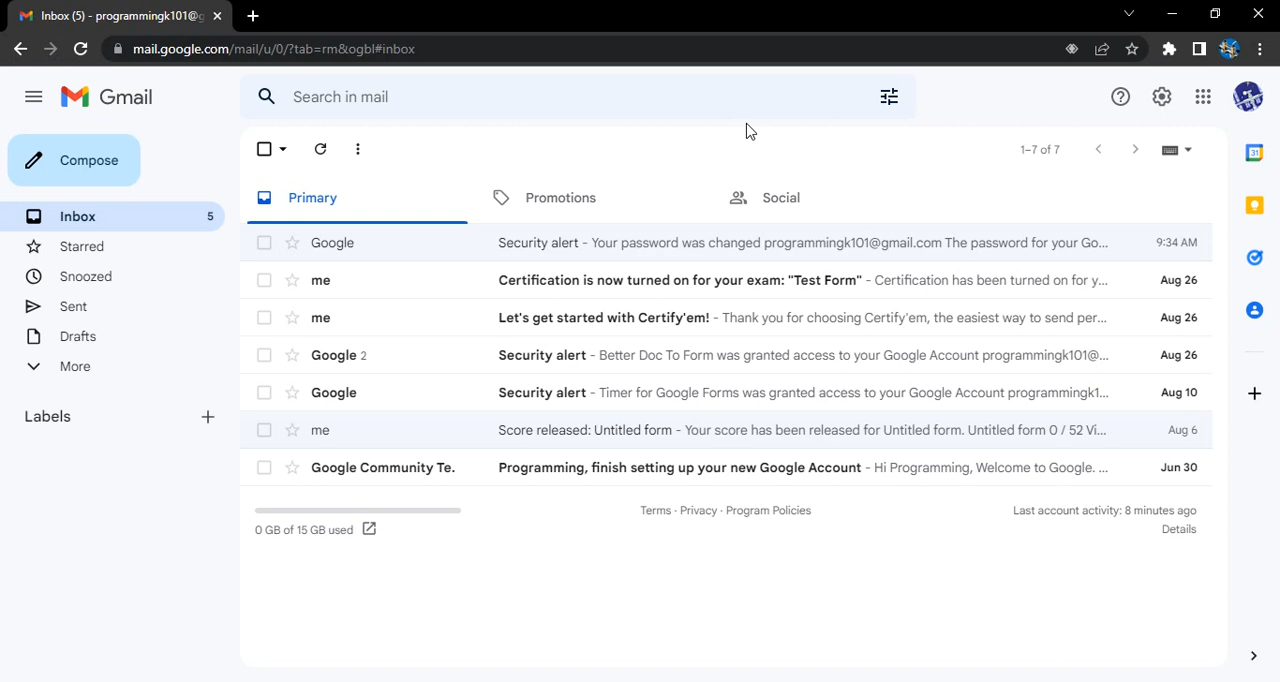 Inbox (5) - programmingk101@g
mail.google.com/mail/u/0/?tab=rm&ogbl#inbox
Gmail
Search in mail
Compose
1–7 of 7
Primary
Promotions
Social
Inbox 5
Starred
Snoozed
Sent
Drafts
More
Labels
Google Security alert - Your password was changed programmingk101@gmail.com The password for your Go... 9:34 AM
me Certification is now turned on for your exam: "Test Form" - Certification has been turned on for y... Aug 26
me Let's get started with Certify'em! - Thank you for choosing Certify'em, the easiest way to send per... Aug 26
Google 2 Security alert - Better Doc To Form was granted access to your Google Account programmingk101@... Aug 26
Google Security alert - Timer for Google Forms was granted access to your Google Account programmingk1... Aug 10
me Score released: Untitled form - Your score has been released for Untitled form. Untitled form 0 / 52 Vi... Aug 6
Google Community Te. Programming, finish setting up your new Google Account - Hi Programming, Welcome to Google. ... Jun 30
0 GB of 15 GB used
Terms · Privacy · Program Policies
Last account activity: 8 minutes ago
Details
31